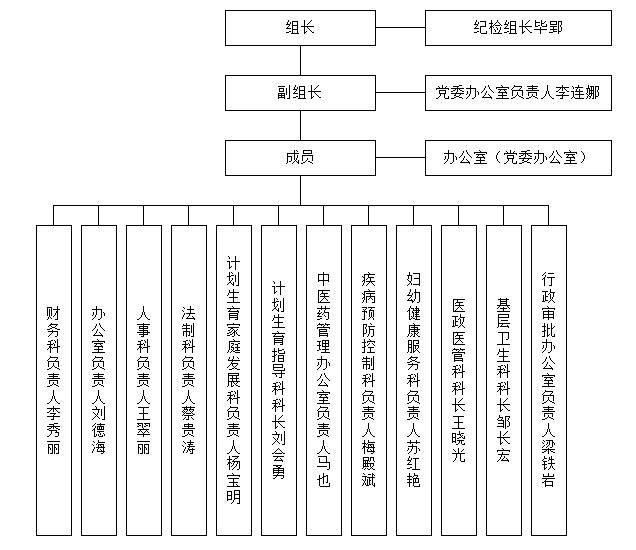 组长
纪检组长毕郢
副组长
党委办公室负责人李连娜
成员
办公室（党委办公室）
财务科负责人李秀丽
办公室负责人刘德海
人事科负责人王翠丽
法制科负责人蔡贵涛
计划生育家庭发展科负责人杨宝明
计划生育指导科科长刘会勇
中医药管理办公室负责人马也
疾病预防控制科负责人梅殿斌
妇幼健康服务科负责人苏红艳
医政医管科科长王晓光
基层卫生科科长邹长宏
行政审批办公室负责人梁铁岩